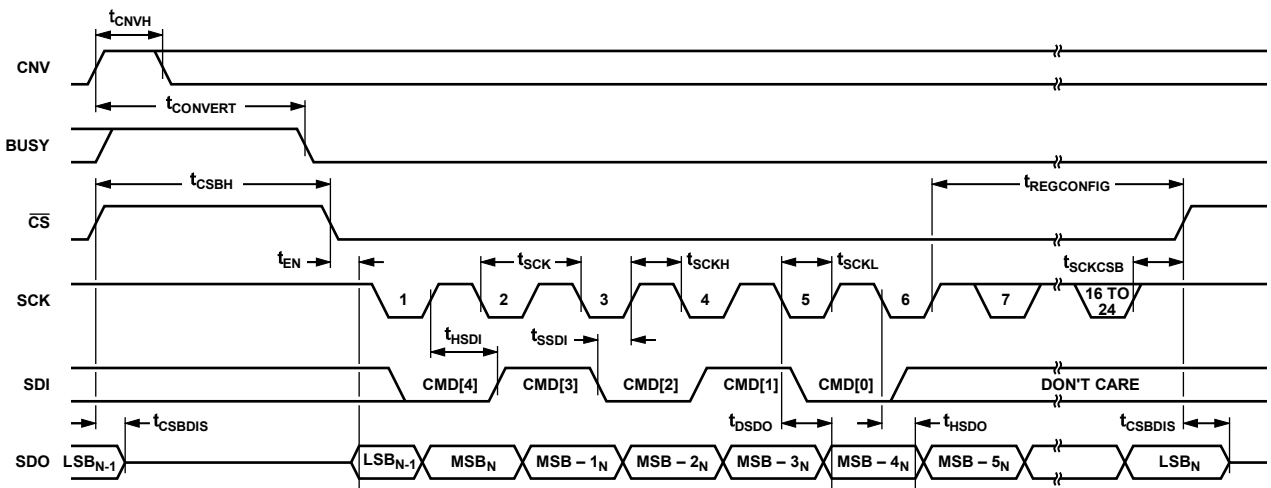 tCNVH
CNV
tCONVERT
BUSY
tCSBH
tREGCONFIG
CS
tEN
tSCK
tSCKH
tSCKL
tSCKCSB
SCK
1 2 3 4 5 6 7 16 TO 24
tHSDI
tSSDI
SDI
CMD[4] CMD[3] CMD[2] CMD[1] CMD[0] DON'T CARE
tCSBDIS
tDSDO
tHSDO
tCSBDIS
SDO LSBN-1 LSBN-1 MSBN MSB – 1N MSB – 2N MSB – 3N MSB – 4N MSB – 5N LSBN